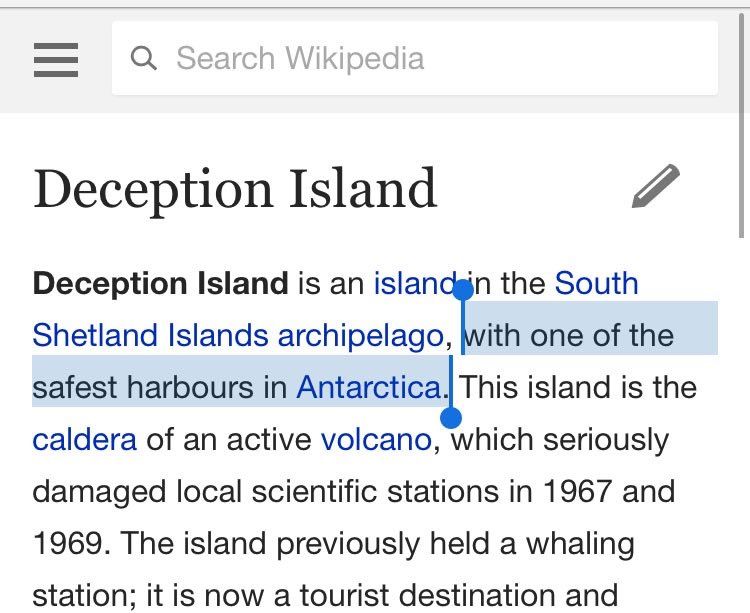 Search Wikipedia
Deception Island
Deception Island is an island in the South
Shetland Islands archipelago, with one of the
safest harbours in Antarctica. This island is the
caldera of an active volcano, which seriously
damaged local scientific stations in 1967 and
1969. The island previously held a whaling
station; it is now a tourist destination and